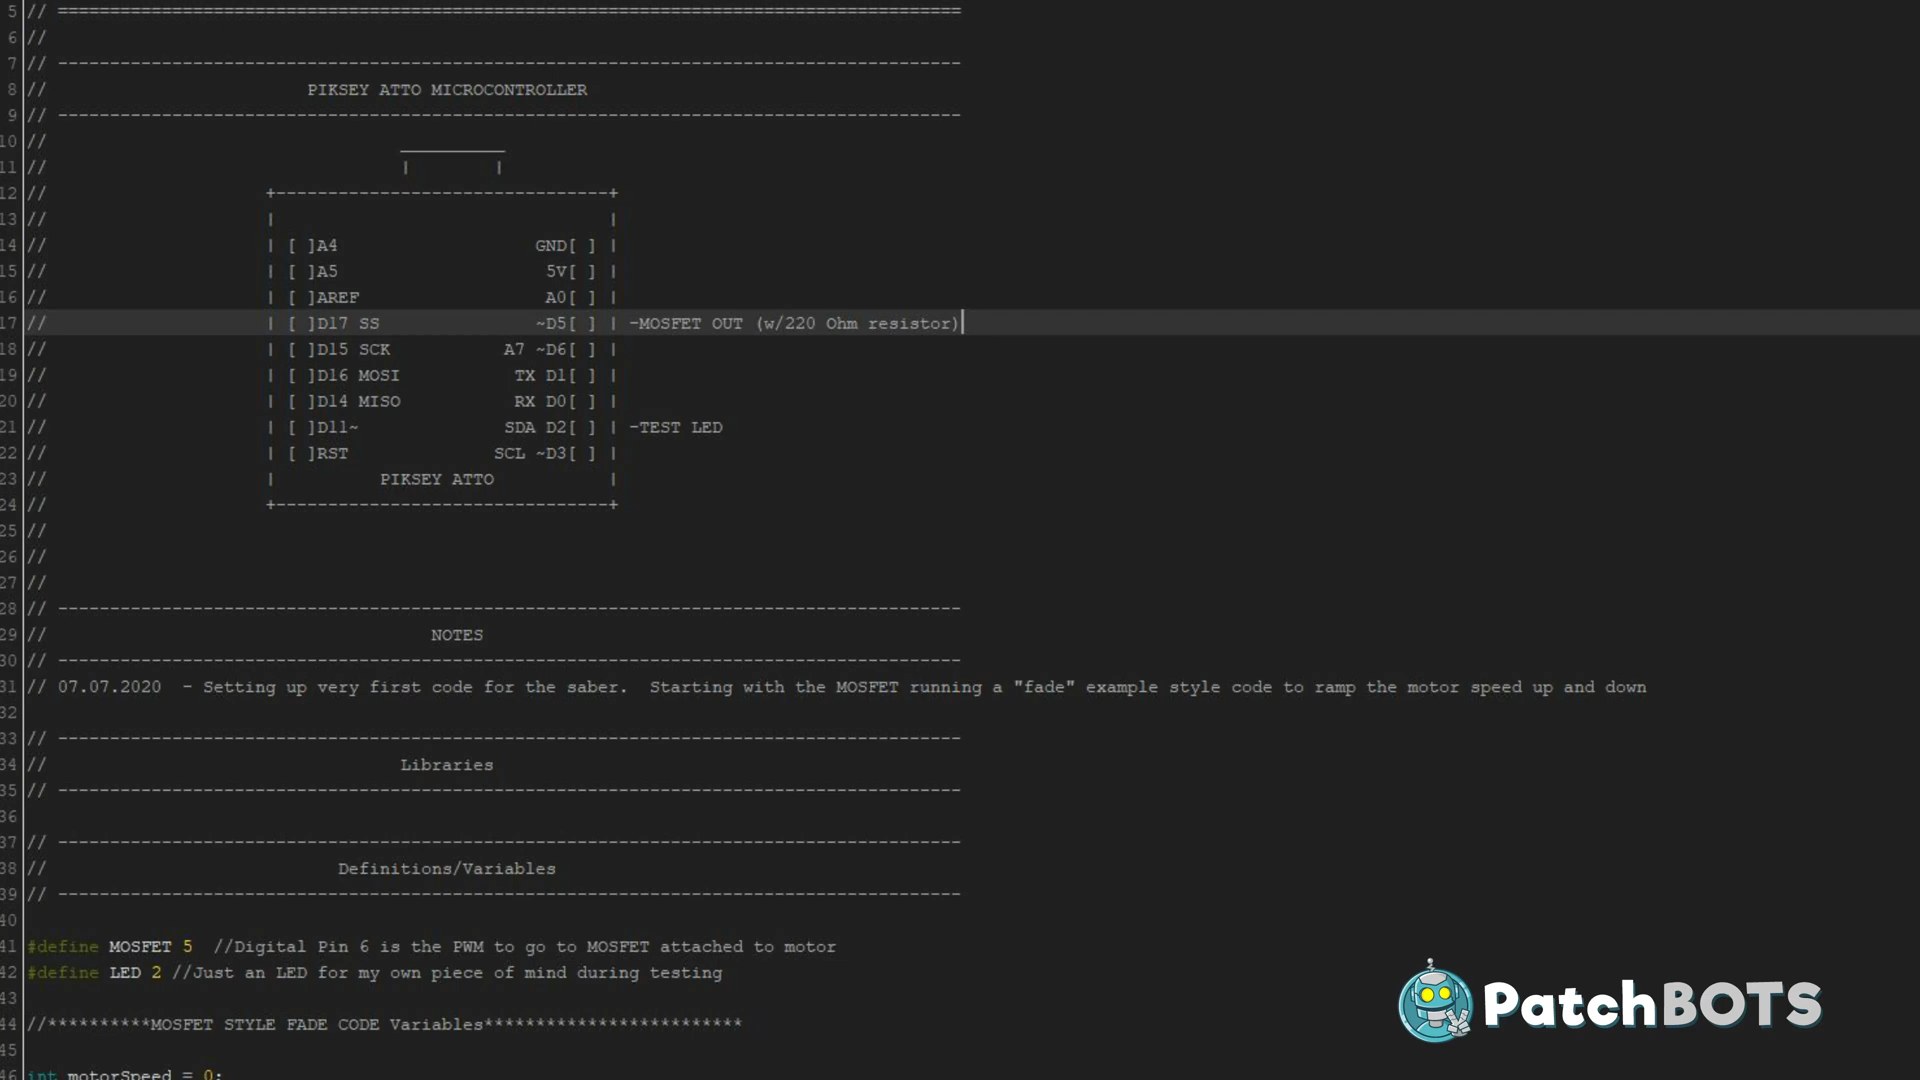 5 // =======================================================================================
6 //
7 // ---------------------------------------------------------------------------------------
8 // PIKSEY ATTO MICROCONTROLLER
9 // ---------------------------------------------------------------------------------------
10 // __________
11 // | |
12 // +--------------------------------+
13 // | |
14 // | [ ]A4 GND[ ] |
15 // | [ ]A5 5V[ ] |
16 // | [ ]AREF A0[ ] |
17 // | [ ]D17 SS ~D5[ ] | -MOSFET OUT (w/220 Ohm resistor)
18 // | [ ]D15 SCK A7 ~D6[ ] |
19 // | [ ]D16 MOSI TX D1[ ] |
20 // | [ ]D14 MISO RX D0[ ] |
21 // | [ ]D11~ SDA D2[ ] | -TEST LED
22 // | [ ]RST SCL ~D3[ ] |
23 // | PIKSEY ATTO |
24 // +--------------------------------+
25 //
26 //
27 //
28 // ---------------------------------------------------------------------------------------
29 // NOTES
30 // ---------------------------------------------------------------------------------------
31 // 07.07.2020 - Setting up very first code for the saber. Starting with the MOSFET running a "fade" example style code to ramp the motor speed up and down
32
33 // ---------------------------------------------------------------------------------------
34 // Libraries
35 // ---------------------------------------------------------------------------------------
36
37 // ---------------------------------------------------------------------------------------
38 // Definitions/Variables
39 // ---------------------------------------------------------------------------------------
40
41 #define MOSFET 5 //Digital Pin 6 is the PWM to go to MOSFET attached to motor
42 #define LED 2 //Just an LED for my own piece of mind during testing
43
44 //**********MOSFET STYLE FADE CODE Variables*************************
45
46 int motorSpeed = 0;
PatchBOTS